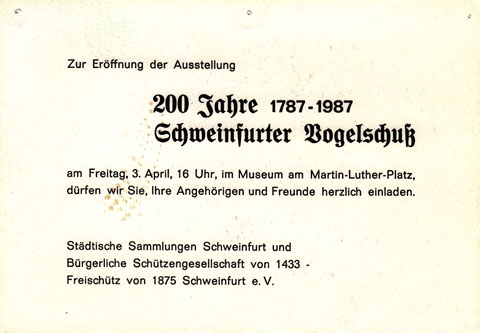 Zur Eröffnung der Ausstellung
200 Jahre 1787-1987
Schweinfurter Vogelschuß
am Freitag, 3. April, 16 Uhr, im Museum am Martin-Luther-Platz,
dürfen wir Sie, Ihre Angehörigen und Freunde herzlich einladen.
Städtische Sammlungen Schweinfurt und
Bürgerliche Schützengesellschaft von 1433 -
Freischütz von 1875 Schweinfurt e. V.